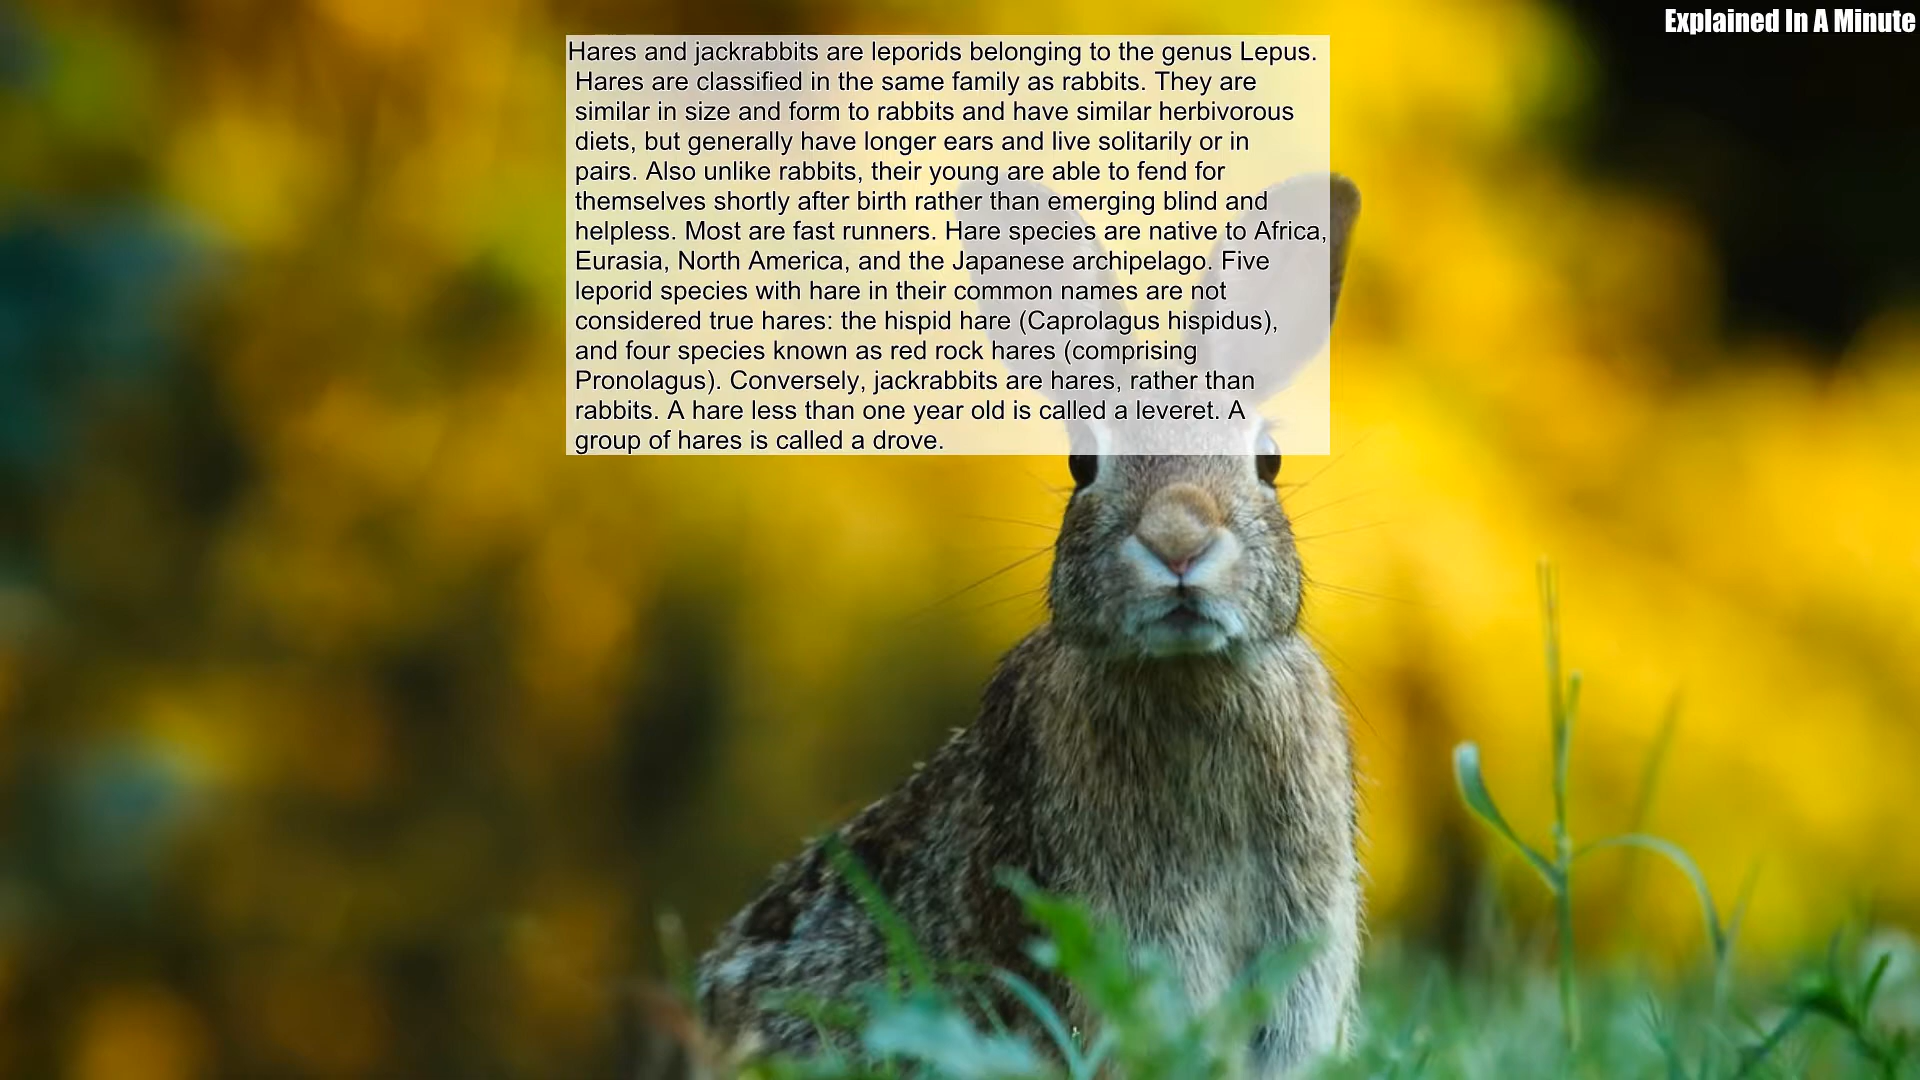 Explained In A Minute
Hares and jackrabbits are leporids belonging to the genus Lepus.
Hares are classified in the same family as rabbits. They are
similar in size and form to rabbits and have similar herbivorous
diets, but generally have longer ears and live solitarily or in
pairs. Also unlike rabbits, their young are able to fend for
themselves shortly after birth rather than emerging blind and
helpless. Most are fast runners. Hare species are native to Africa,
Eurasia, North America, and the Japanese archipelago. Five
leporid species with hare in their common names are not
considered true hares: the hispid hare (Caprolagus hispidus),
and four species known as red rock hares (comprising
Pronolagus). Conversely, jackrabbits are hares, rather than
rabbits. A hare less than one year old is called a leveret. A
group of hares is called a drove.